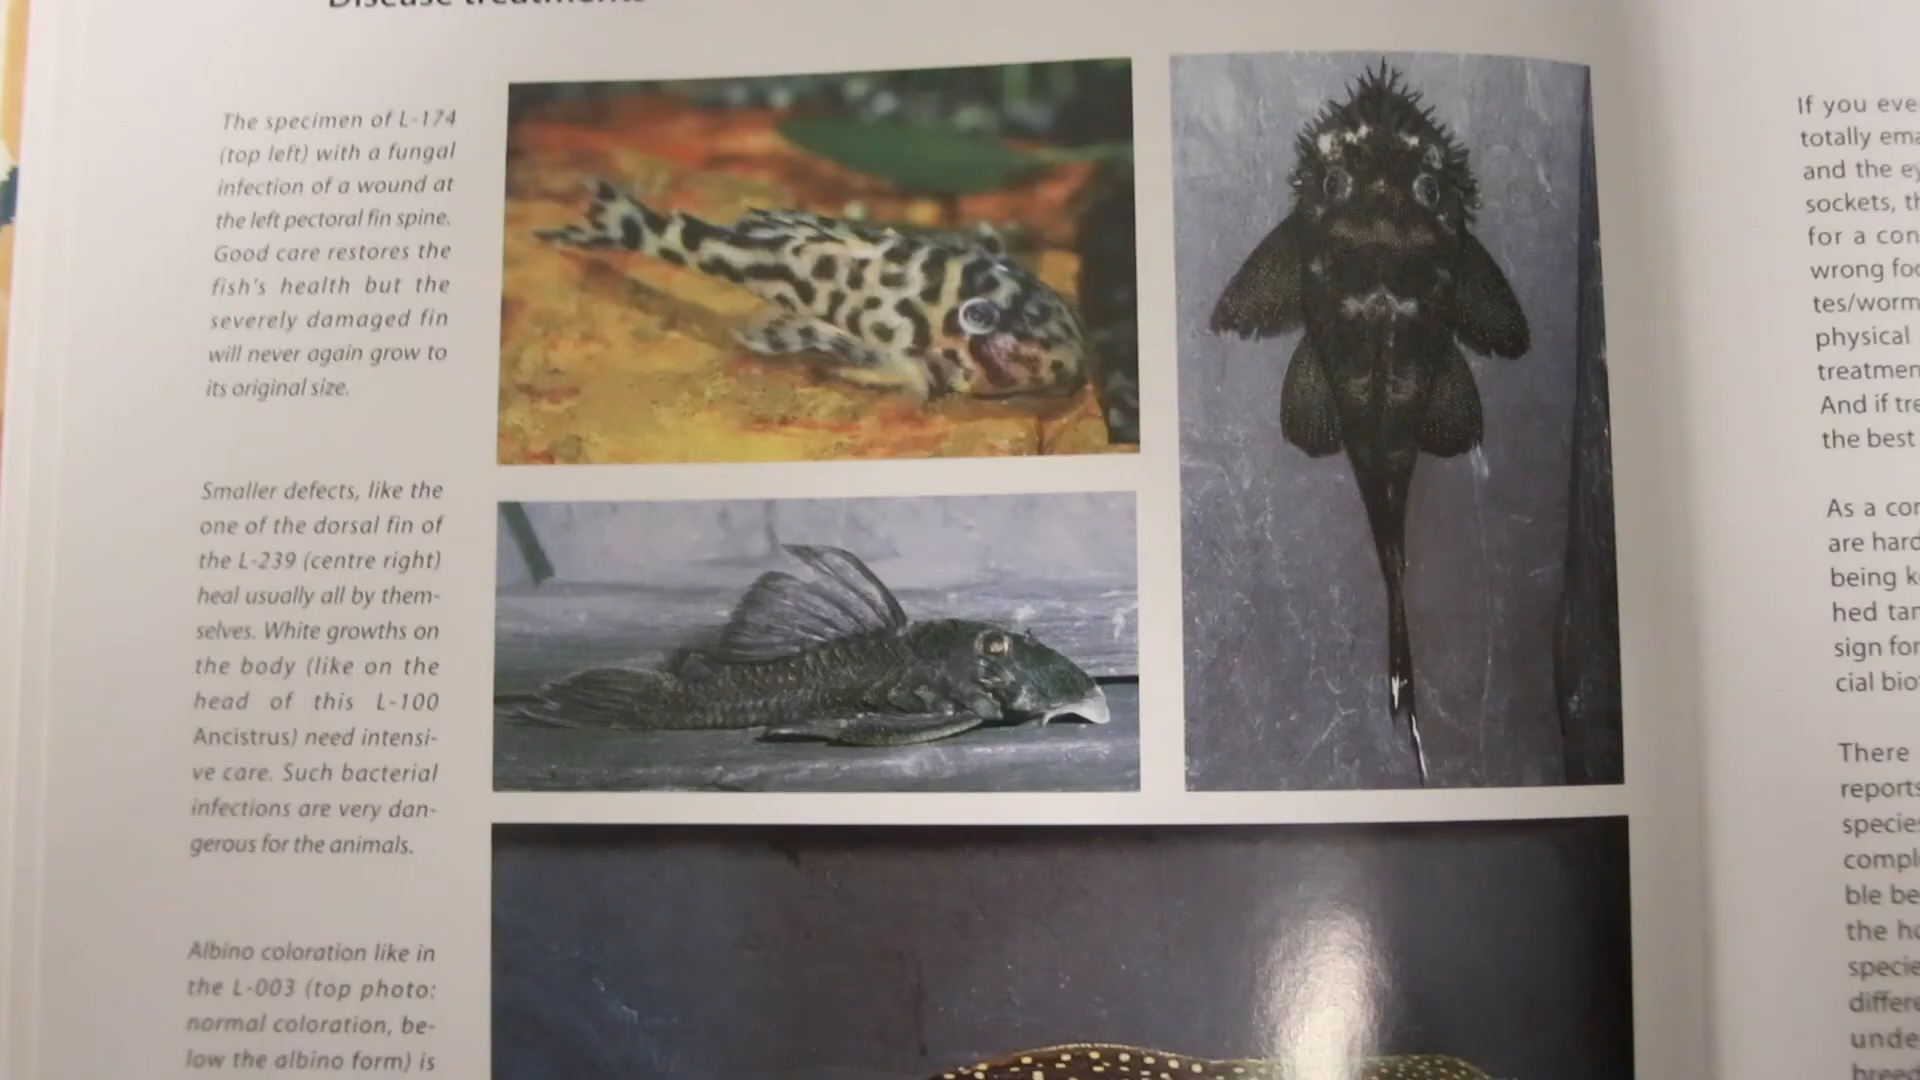 Disease treatments
The specimen of L-174
(top left) with a fungal
infection of a wound at
the left pectoral fin spine.
Good care restores the
fish's health but the
severely damaged fin
will never again grow to
its original size.
Smaller defects, like the
one of the dorsal fin of
the L-239 (centre right)
heal usually all by them-
selves. White growths on
the body (like on the
head of this L-100
Ancistrus) need intensi-
ve care. Such bacterial
infections are very dan-
gerous for the animals.
Albino coloration like in
the L-003 (top photo:
normal coloration, be-
low the albino form) is
If you eve
totally ema
and the ey
sockets, th
for a con
wrong foo
tes/worm
physical
treatmen
And if tre
the best
As a cor
are hard
being k
hed tan
sign for
cial bio
There
reports
species
compl
ble be
the ho
specie
differe
unde
breed